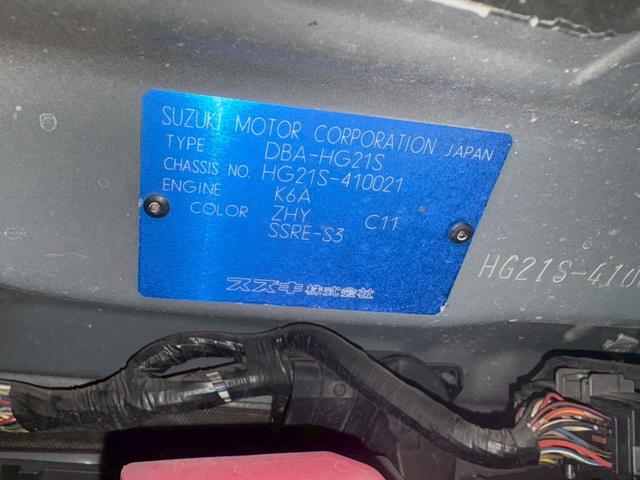 SUZUKI MOTOR CORPORATION JAPAN
TYPE DBA-HG21S
CHASSIS NO. HG21S-410021
ENGINE K6A
COLOR ZHY C11
SSRE-S3
スズキ株式会社
HG21S-410